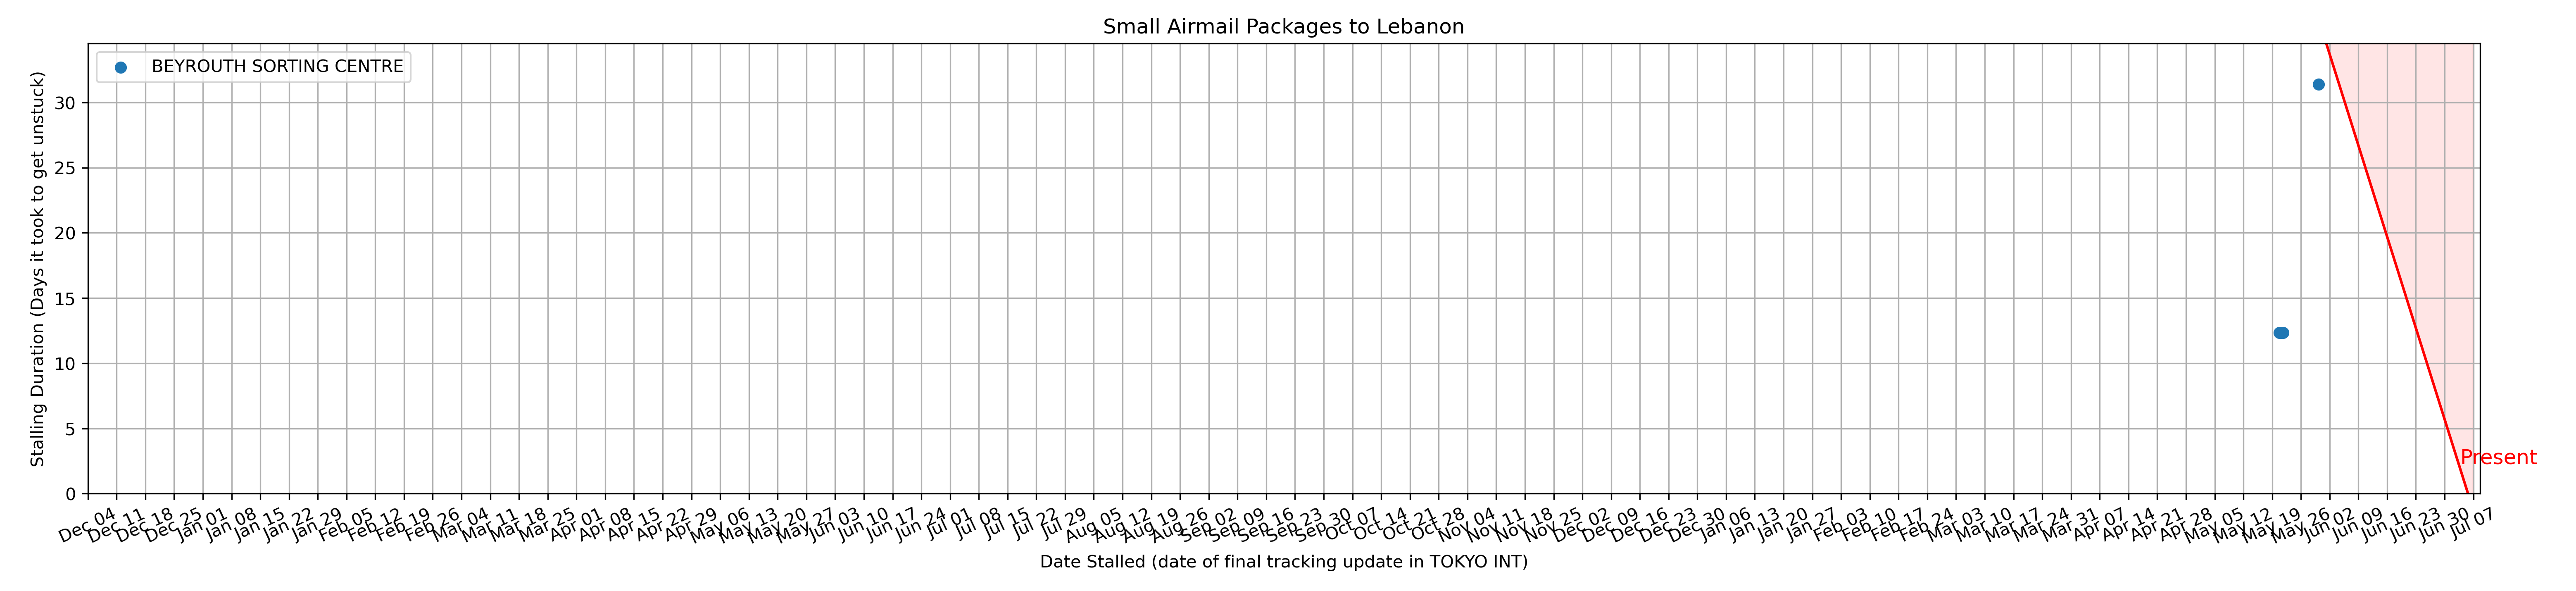 Small Airmail Packages to Lebanon
BEYROUTH SORTING CENTRE
Stalling Duration (Days it took to get unstuck)
30
25
20
15
10
5
0
Present
Dec 04 Dec 11 Dec 18 Dec 25 Jan 01 Jan 08 Jan 15 Jan 22 Jan 29 Feb 05 Feb 12 Feb 19 Feb 26 Mar 04 Mar 11 Mar 18 Mar 25 Apr 01 Apr 08 Apr 15 Apr 22 Apr 29 May 06 May 13 May 20 May 27 Jun 03 Jun 10 Jun 17 Jun 24 Jul 01 Jul 08 Jul 15 Jul 22 Jul 29 Aug 05 Aug 12 Aug 19 Aug 26 Sep 02 Sep 09 Sep 16 Sep 23 Sep 30 Oct 07 Oct 14 Oct 21 Oct 28 Nov 04 Nov 11 Nov 18 Nov 25 Dec 02 Dec 09 Dec 16 Dec 23 Dec 30 Jan 06 Jan 13 Jan 20 Jan 27 Feb 03 Feb 10 Feb 17 Feb 24 Mar 03 Mar 10 Mar 17 Mar 24 Mar 31 Apr 07 Apr 14 Apr 21 Apr 28 May 05 May 12 May 19 May 26 Jun 02 Jun 09 Jun 16 Jun 23 Jun 30 Jul 07
Date Stalled (date of final tracking update in TOKYO INT)